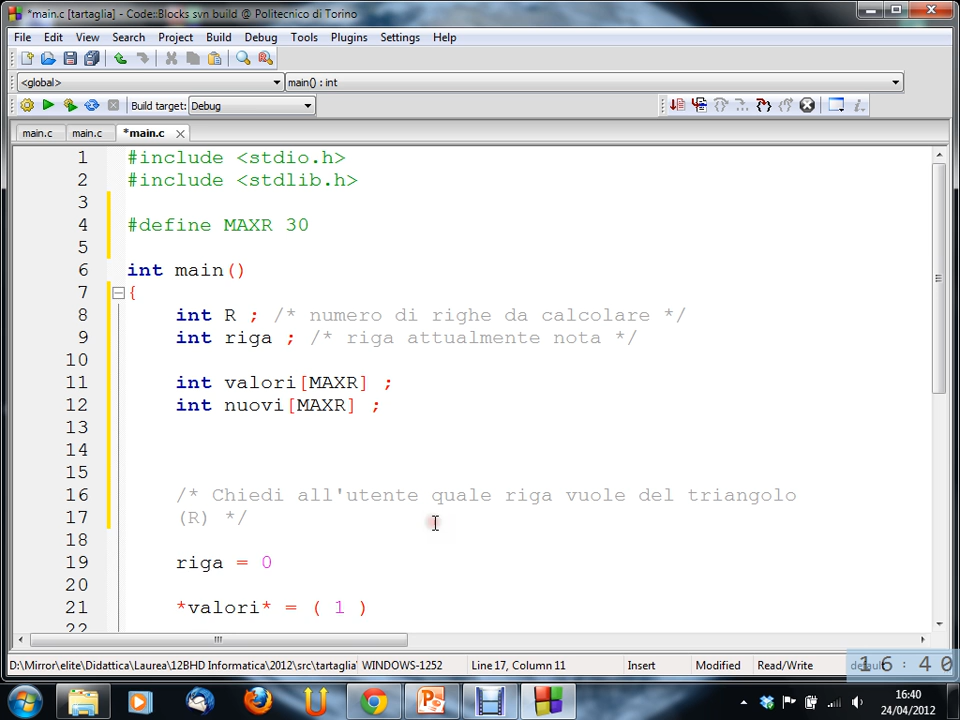 *main.c [tartaglia] - Code::Blocks svn build @ Politecnico di Torino
File Edit View Search Project Build Debug Tools Plugins Settings Help
<global> main() : int
Build target: Debug
main.c main.c *main.c
1 #include <stdio.h>
2 #include <stdlib.h>
3
4 #define MAXR 30
5
6 int main()
7 {
8 int R ; /* numero di righe da calcolare */
9 int riga ; /* riga attualmente nota */
10
11 int valori[MAXR] ;
12 int nuovi[MAXR] ;
13
14
15
16 /* Chiedi all'utente quale riga vuole del triangolo
17 (R) */
18
19 riga = 0
20
21 *valori* = ( 1 )
22
D:\Mirror\elite\Didattica\Laurea\12BHD Informatica\2012\src\tartaglia\ WINDOWS-1252 Line 17, Column 11 Insert Modified Read/Write default
16:40
16:40
24/04/2012